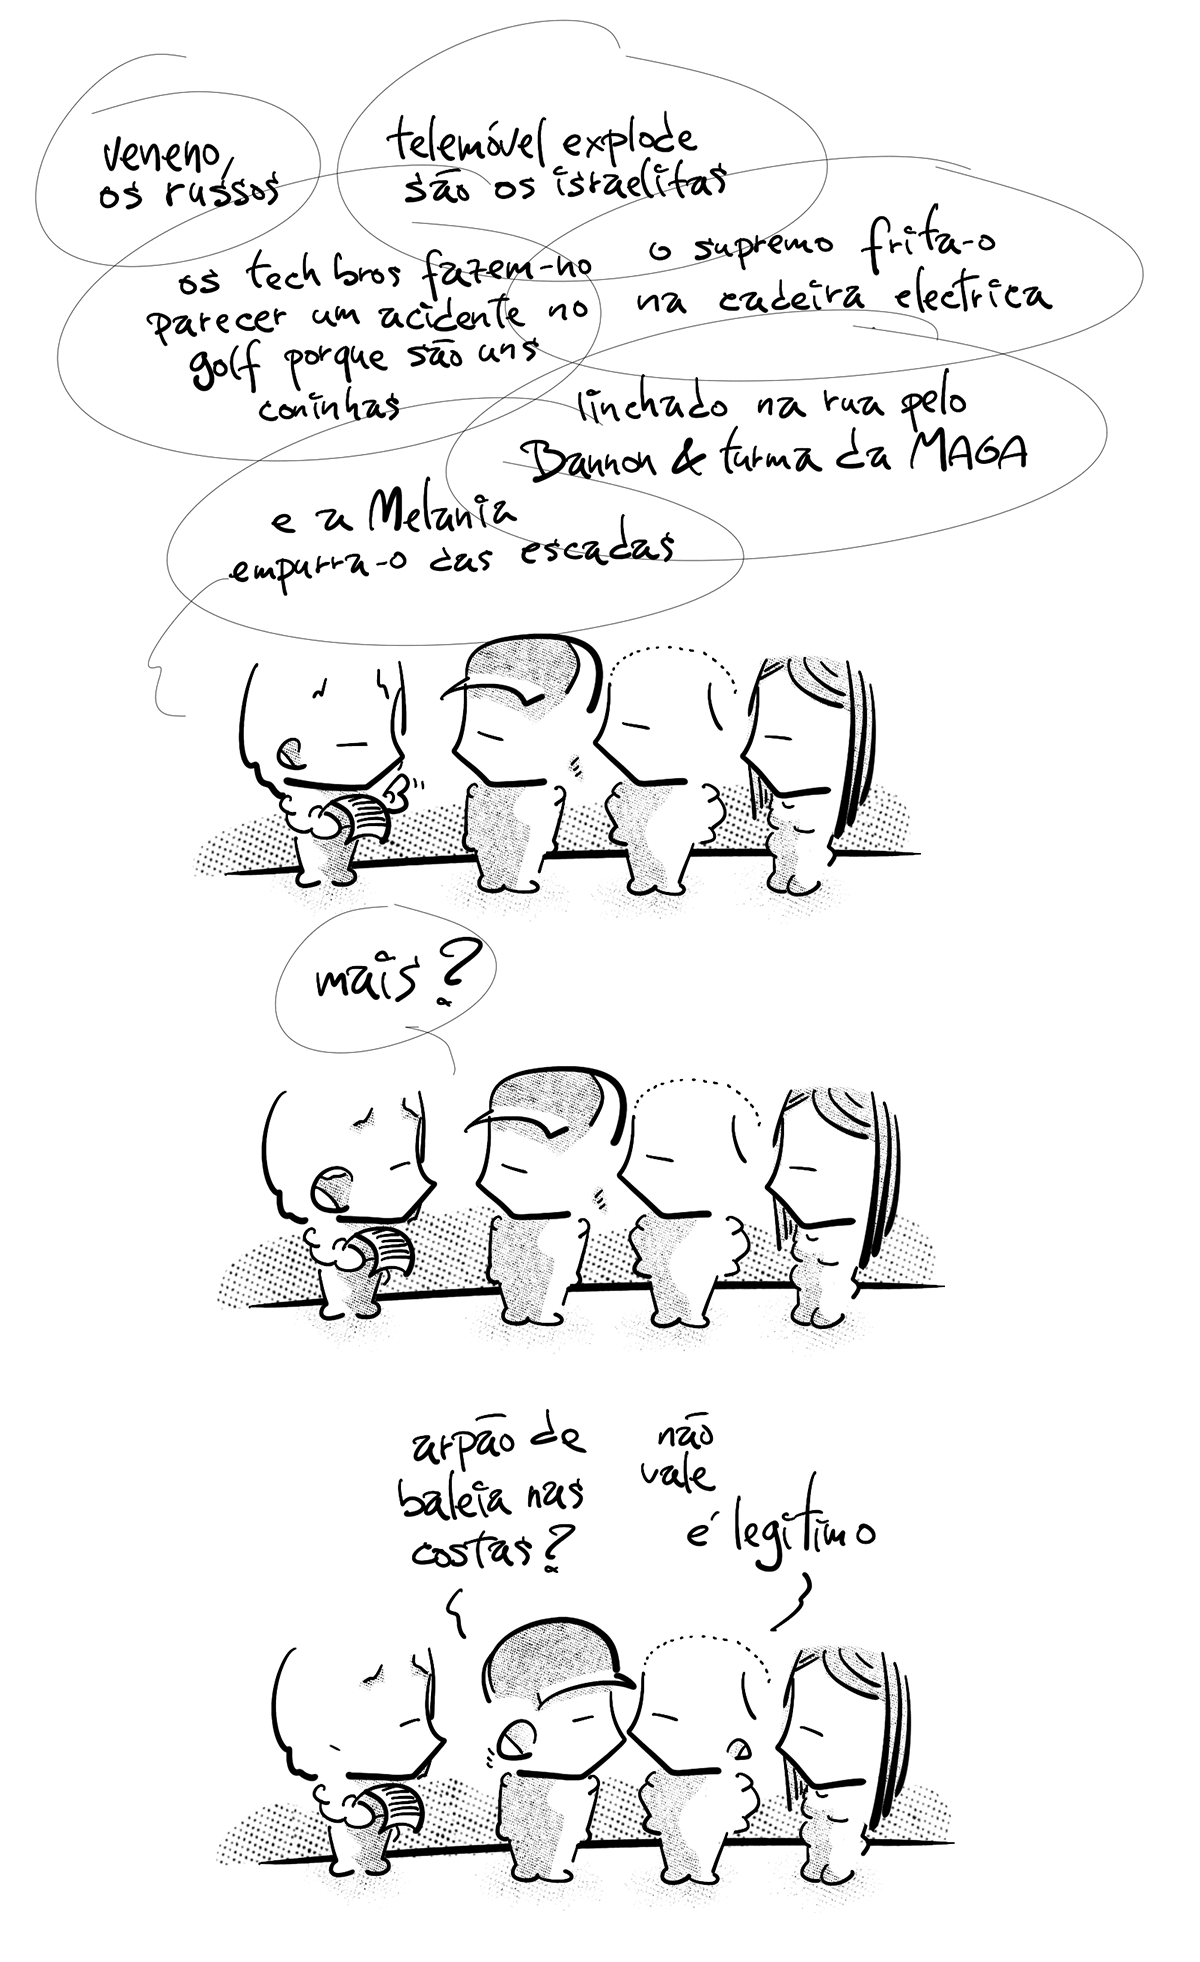 veneno,
os russos
telemóvel explode
são os israelitas
os tech bros fazem-no
parecer um acidente no
golf porque são uns
coninhas
o supremo frita-o
na cadeira electrica
linchado na rua pelo
Bannon & turma da MAGA
e a Melania
empurra-o das escadas
mais?
arpão de
baleia nas
costas?
não
vale
é legitimo